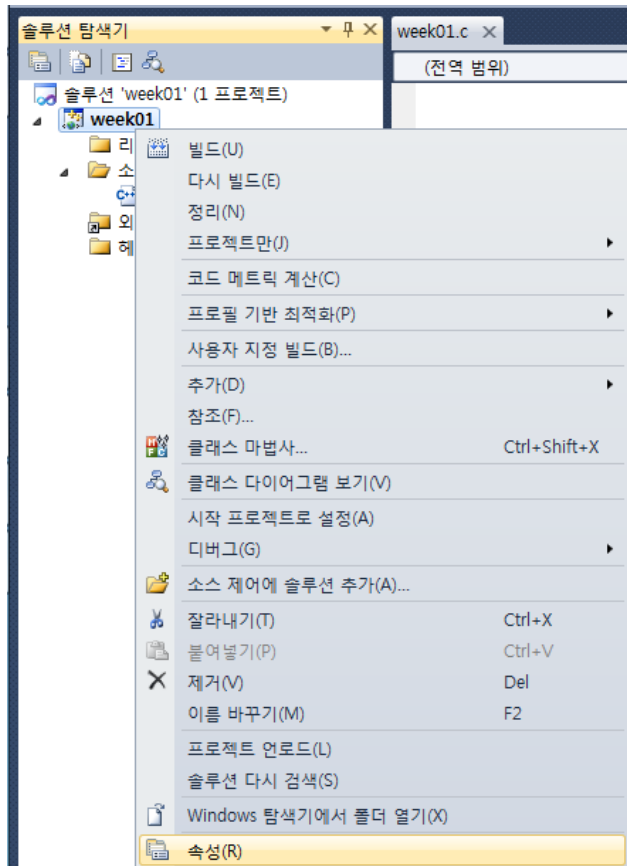 솔루션 탐색기
week01.c
(전역 범위)
솔루션 'week01' (1 프로젝트)
week01
리
소
외
헤
빌드(U)
다시 빌드(E)
정리(N)
프로젝트만(J)
코드 메트릭 계산(C)
프로필 기반 최적화(P)
사용자 지정 빌드(B)...
추가(D)
참조(F)...
클래스 마법사... Ctrl+Shift+X
클래스 다이어그램 보기(V)
시작 프로젝트로 설정(A)
디버그(G)
소스 제어에 솔루션 추가(A)...
잘라내기(T) Ctrl+X
붙여넣기(P) Ctrl+V
제거(V) Del
이름 바꾸기(M) F2
프로젝트 언로드(L)
솔루션 다시 검색(S)
Windows 탐색기에서 폴더 열기(X)
속성(R)